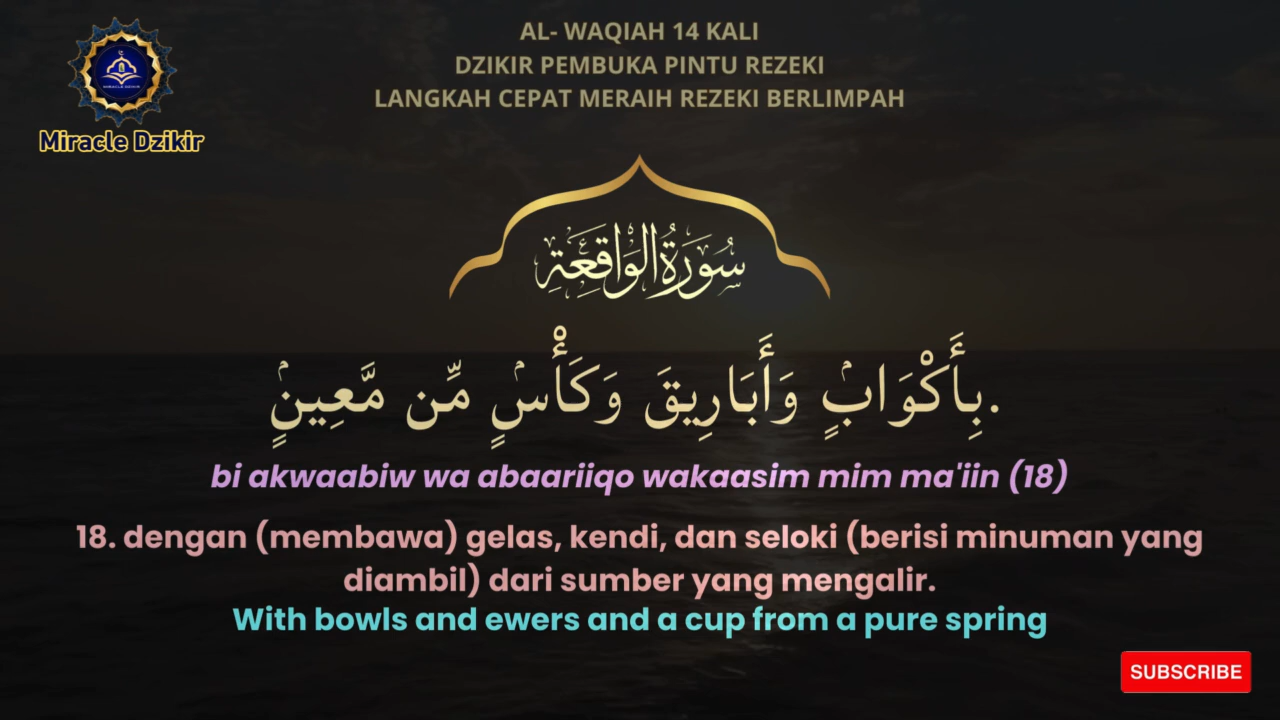 AL- WAQIAH 14 KALI
DZIKIR PEMBUKA PINTU REZEKI
LANGKAH CEPAT MERAIH REZEKI BERLIMPAH
MIRACLE DZIKIR
Miracle Dzikir
سُورَةُ الوَاقِعَةِ
بِأَكْوَابٍۢ وَأَبَارِيقَ وَكَأْسٍۢ مِّن مَّعِينٍۢ.
bi akwaabiw wa abaariiqo wakaasim mim ma'iin (18)
18. dengan (membawa) gelas, kendi, dan seloki (berisi minuman yang
diambil) dari sumber yang mengalir.
With bowls and ewers and a cup from a pure spring
SUBSCRIBE